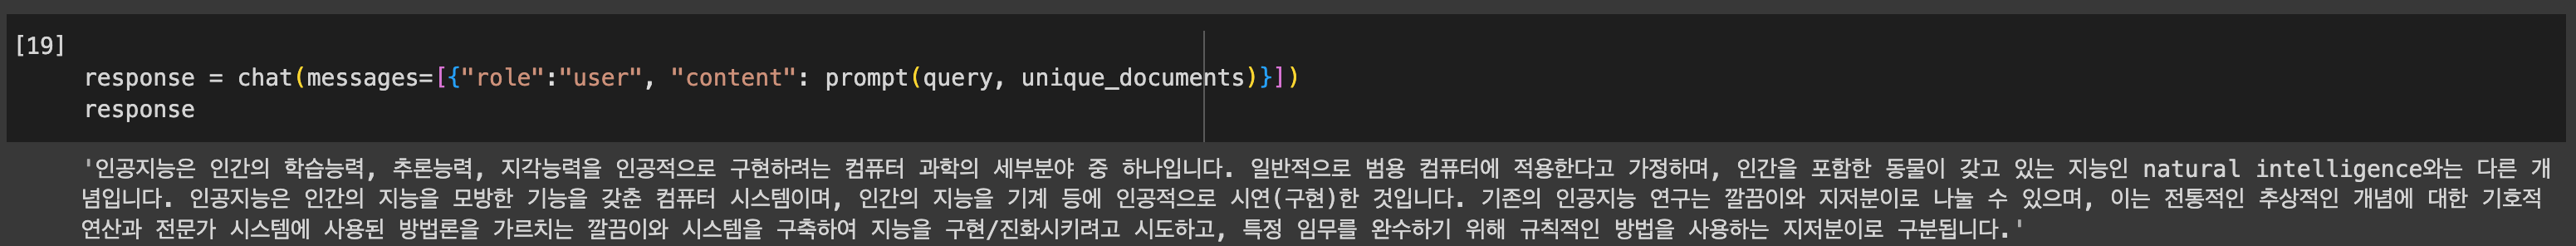 [19]
response = chat(messages=[{"role":"user", "content": prompt(query, unique_documents)}])
response
'인공지능은 인간의 학습능력, 추론능력, 지각능력을 인공적으로 구현하려는 컴퓨터 과학의 세부분야 중 하나입니다. 일반적으로 범용 컴퓨터에 적용한다고 가정하며, 인간을 포함한 동물이 갖고 있는 지능인 natural intelligence와는 다른 개
념입니다. 인공지능은 인간의 지능을 모방한 기능을 갖춘 컴퓨터 시스템이며, 인간의 지능을 기계 등에 인공적으로 시연(구현)한 것입니다. 기존의 인공지능 연구는 깔끔이와 지저분이로 나눌 수 있으며, 이는 전통적인 추상적인 개념에 대한 기호적
연산과 전문가 시스템에 사용된 방법론을 가르치는 깔끔이와 시스템을 구축하여 지능을 구현/진화시키려고 시도하고, 특정 임무를 완수하기 위해 규칙적인 방법을 사용하는 지저분이로 구분됩니다.'